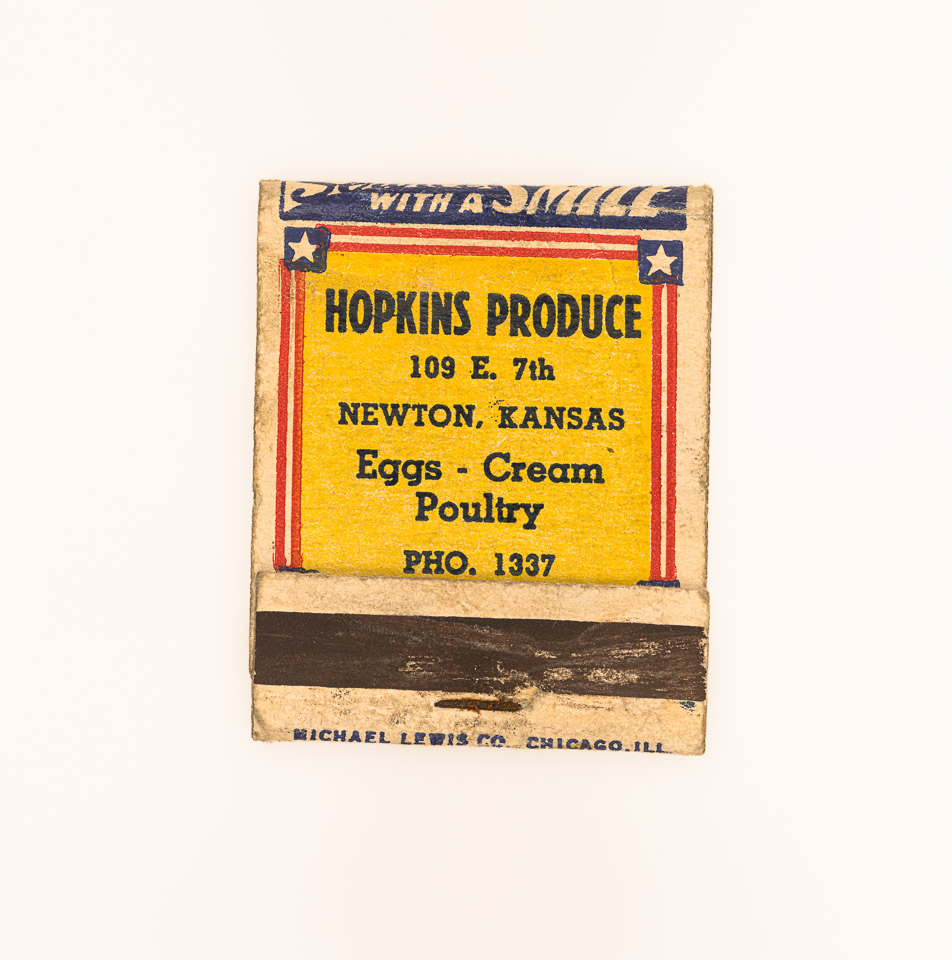 WITH A SMILE
HOPKINS PRODUCE
109 E. 7th
NEWTON, KANSAS
Eggs - Cream
Poultry
PHO. 1337
MICHAEL LEWIS CO. CHICAGO, ILL